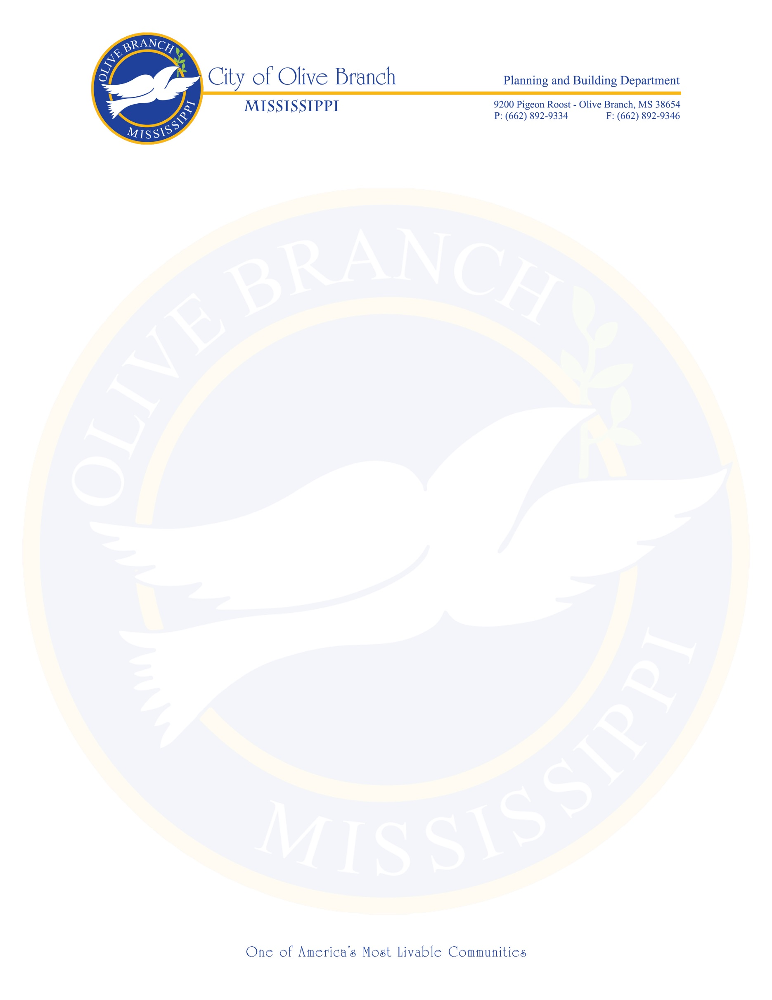 OLIVE BRANCH
MISSISSIPPI
City of Olive Branch
MISSISSIPPI
Planning and Building Department
9200 Pigeon Roost - Olive Branch, MS 38654
P: (662) 892-9334 F: (662) 892-9346
OLIVE BRANCH
MISSISSIPPI
One of America's Most Livable Communities